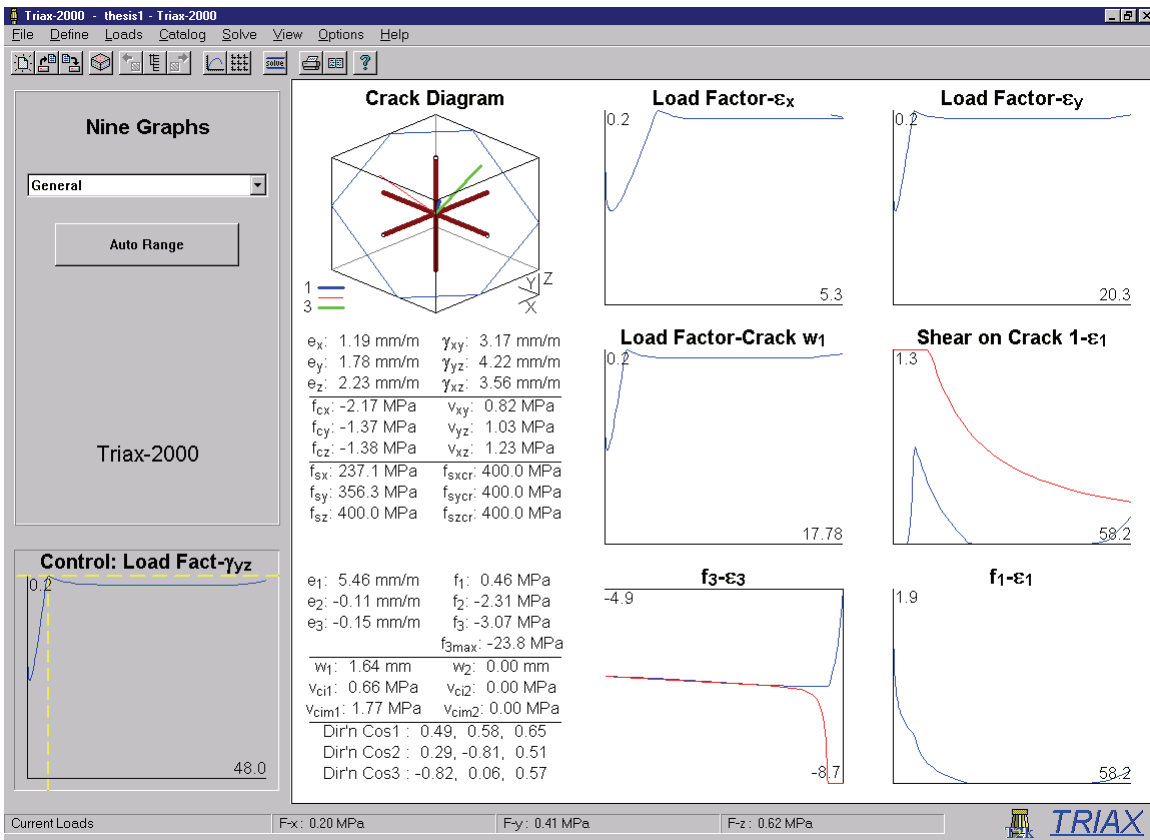 Triax-2000 - thesis1 - Triax-2000
File Define Loads Catalog Solve View Options Help
solve
?
Nine Graphs
General
Auto Range
Triax-2000
Control: Load Fact-γyz
0.2
48.0
Crack Diagram
1
3
Y Z
X
ex: 1.19 mm/m γxy: 3.17 mm/m
ey: 1.78 mm/m γyz: 4.22 mm/m
ez: 2.23 mm/m γxz: 3.56 mm/m
fcx: -2.17 MPa vxy: 0.82 MPa
fcy: -1.37 MPa vyz: 1.03 MPa
fcz: -1.38 MPa vxz: 1.23 MPa
fsx: 237.1 MPa fsxcr: 400.0 MPa
fsy: 356.3 MPa fsycr: 400.0 MPa
fsz: 400.0 MPa fszcr: 400.0 MPa
e1: 5.46 mm/m f1: 0.46 MPa
e2: -0.11 mm/m f2: -2.31 MPa
e3: -0.15 mm/m f3: -3.07 MPa
f3max: -23.8 MPa
w1: 1.64 mm w2: 0.00 mm
vci1: 0.66 MPa vci2: 0.00 MPa
vcim1: 1.77 MPa vcim2: 0.00 MPa
Dir'n Cos1 : 0.49, 0.58, 0.65
Dir'n Cos2 : 0.29, -0.81, 0.51
Dir'n Cos3 : -0.82, 0.06, 0.57
Load Factor-εx
0.2
5.3
Load Factor-εy
0.2
20.3
Load Factor-Crack w1
0.2
17.78
Shear on Crack 1-ε1
1.3
58.2
f3-ε3
-4.9
-8.7
f1-ε1
1.9
58.2
Current Loads F-x: 0.20 MPa F-y: 0.41 MPa F-z: 0.62 MPa
T2K TRIAX